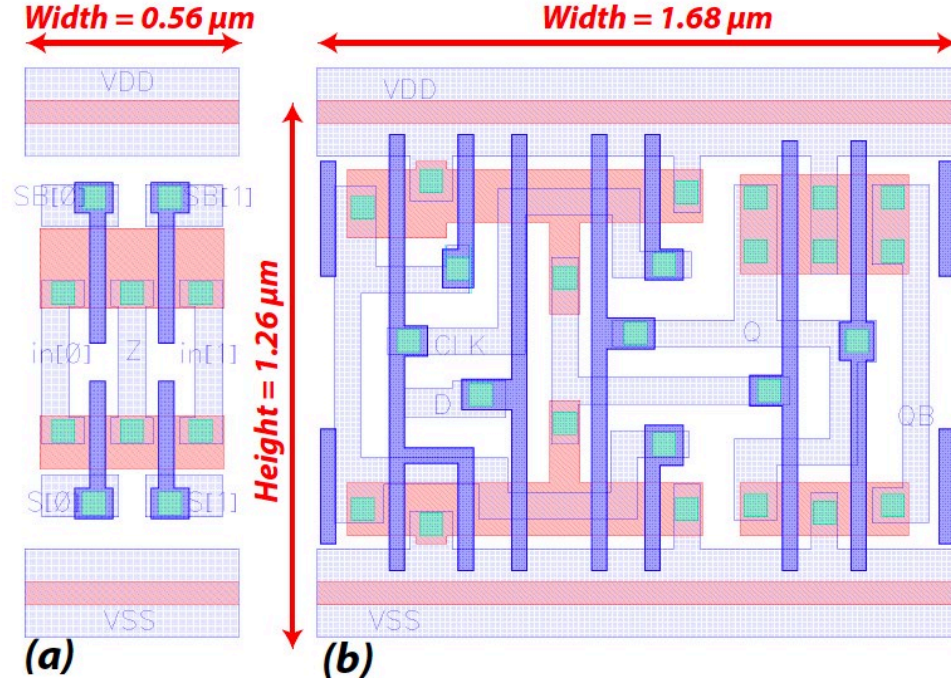 Width = 0.56 µm
Width = 1.68 µm
VDD
VDD
SB[0]
SB[1]
in[0]
Z
in[1]
Height = 1.26 µm
CLK
Q
D
QB
S[0]
S[1]
VSS
VSS
(a)
(b)